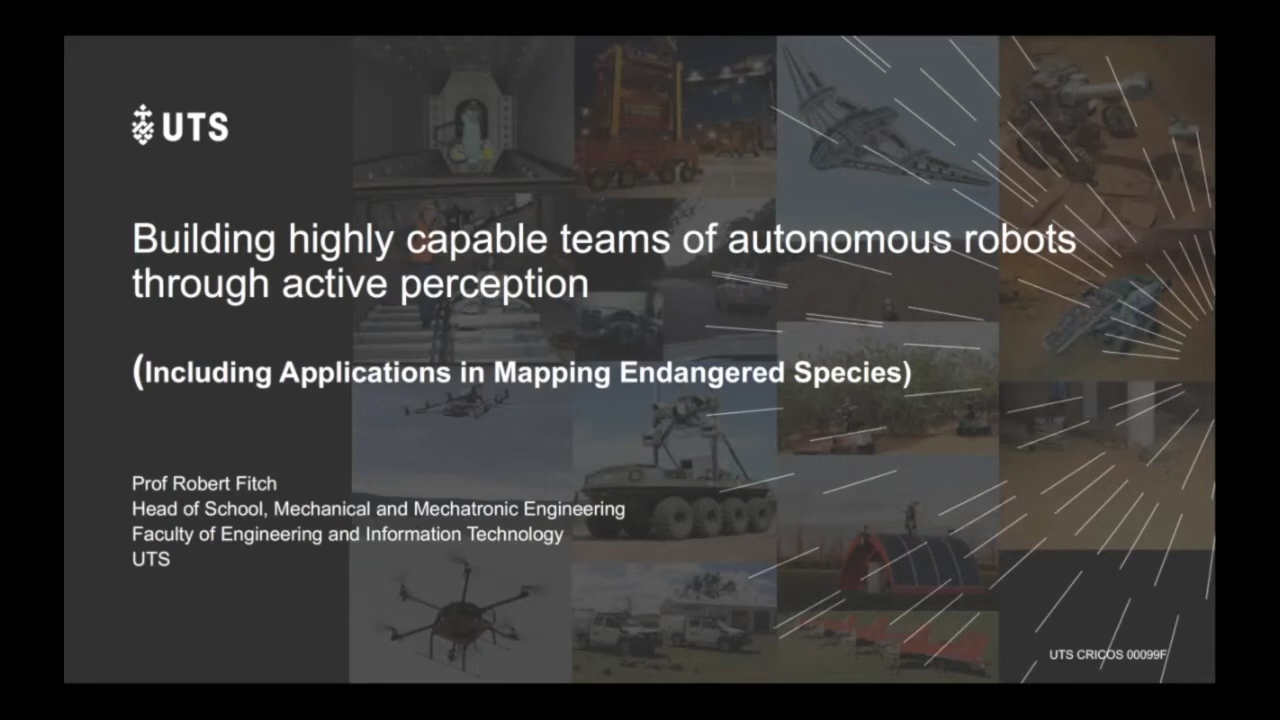 UTS
Building highly capable teams of autonomous robots
through active perception
(Including Applications in Mapping Endangered Species)
Prof Robert Fitch
Head of School, Mechanical and Mechatronic Engineering
Faculty of Engineering and Information Technology
UTS
UTS CRICOS 00099F